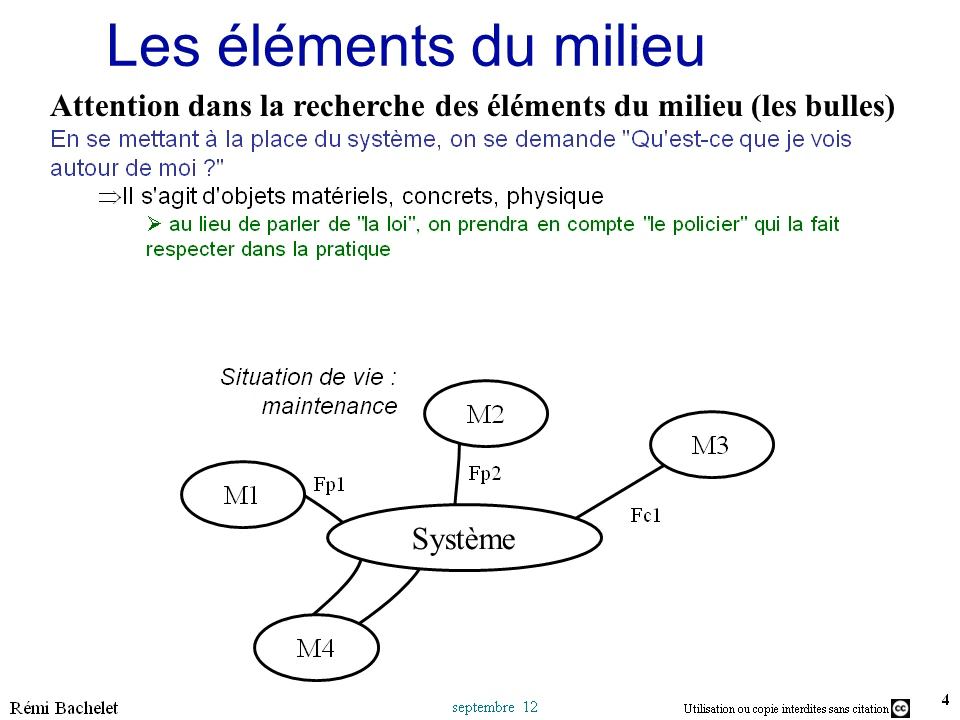 Les éléments du milieu
Attention dans la recherche des éléments du milieu (les bulles)
En se mettant à la place du système, on se demande "Qu'est-ce que je vois
autour de moi ?"
⇒Il s'agit d'objets matériels, concrets, physique
➢ au lieu de parler de "la loi", on prendra en compte "le policier" qui la fait
respecter dans la pratique
Situation de vie :
maintenance
M2
M3
Fp2
Fp1
M1
Fc1
Système
M4
Rémi Bachelet
septembre 12
Utilisation ou copie interdites sans citation
cc
4